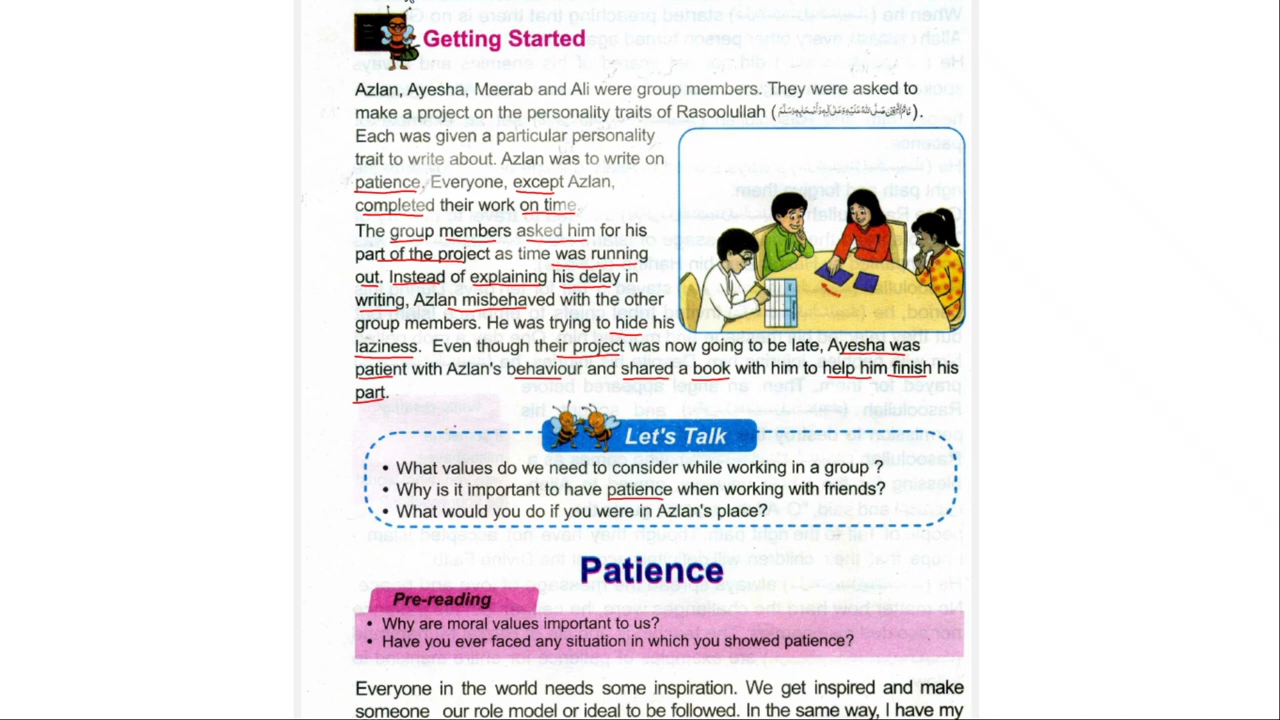 Getting Started
Azlan, Ayesha, Meerab and Ali were group members. They were asked to
make a project on the personality traits of Rasoolullah ( ).
Each was given a particular personality
trait to write about. Azlan was to write on
patience. Everyone, except Azlan,
completed their work on time.
The group members asked him for his
part of the project as time was running
out. Instead of explaining his delay in
writing, Azlan misbehaved with the other
group members. He was trying to hide his
laziness. Even though their project was now going to be late, Ayesha was
patient with Azlan's behaviour and shared a book with him to help him finish his
part.
Let's Talk
• What values do we need to consider while working in a group ?
• Why is it important to have patience when working with friends?
• What would you do if you were in Azlan's place?
Patience
Pre-reading
• Why are moral values important to us?
• Have you ever faced any situation in which you showed patience?
Everyone in the world needs some inspiration. We get inspired and make
someone our role model or ideal to be followed. In the same way, I have my